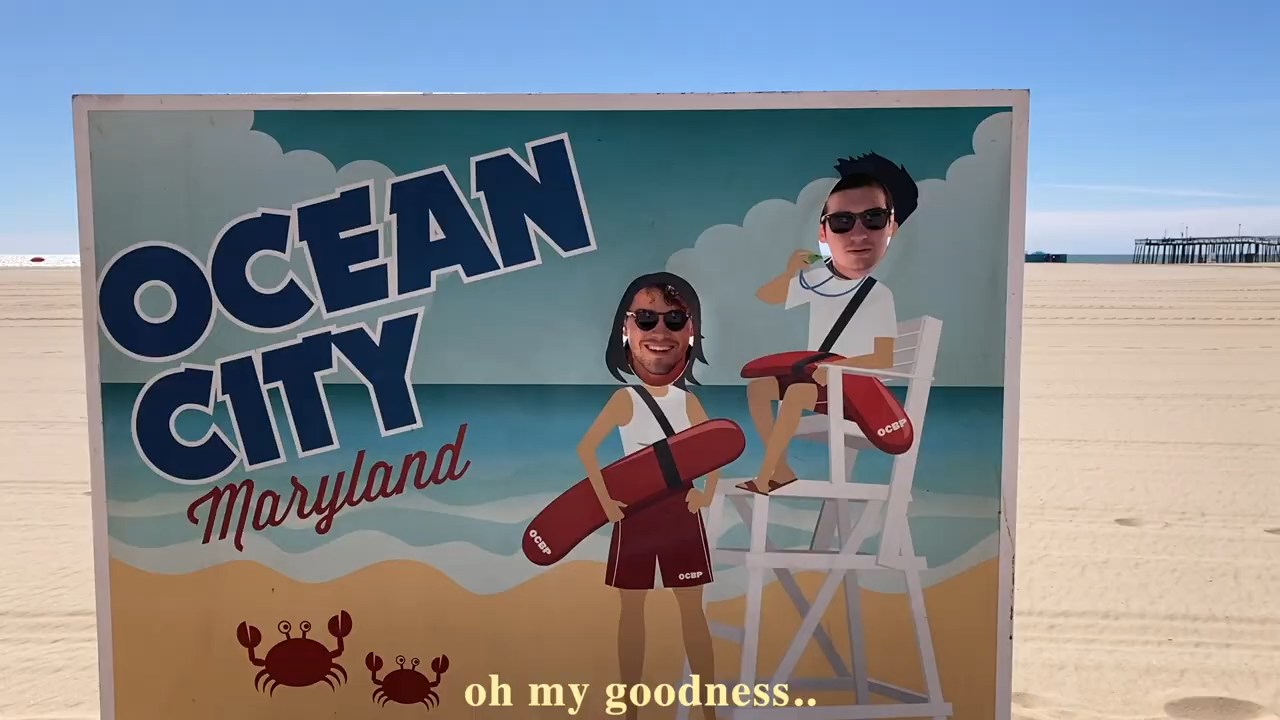 OCEAN
CITY
Maryland
OCBP
OCBP
OCBP
oh my goodness..